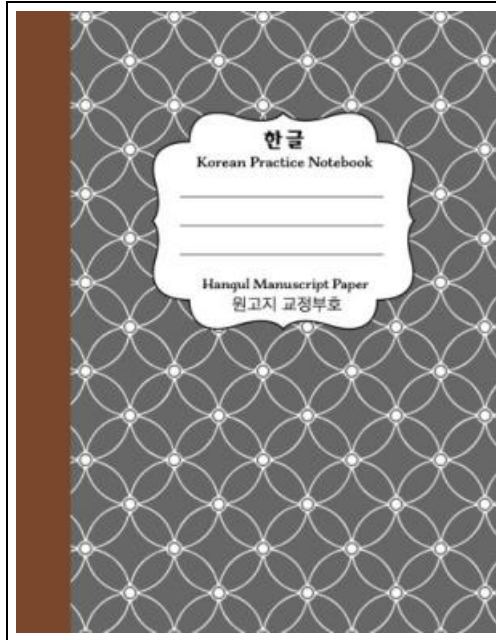 한글
Korean Practice Notebook
Hangul Manuscript Paper
원고지 교정부호